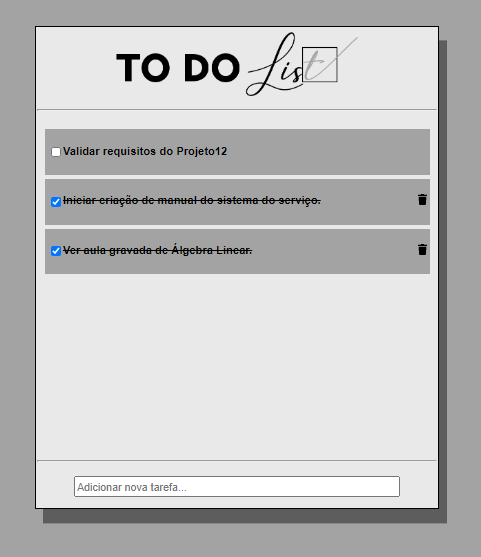 TO DO List
Validar requisitos do Projeto12
Iniciar criação de manual do sistema do serviço.
Ver aula gravada de Álgebra Linear.
Adicionar nova tarefa...